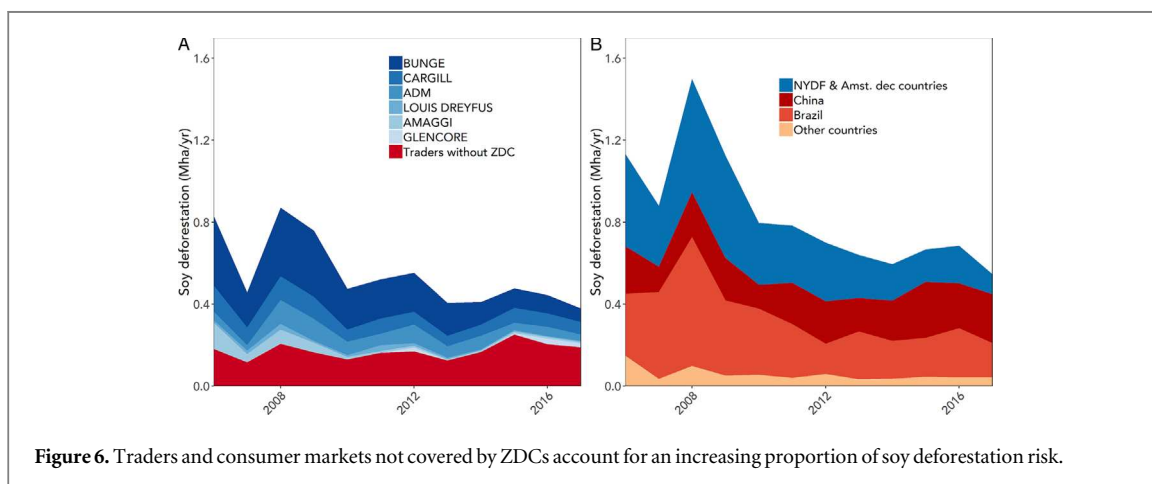 A
Soy deforestation (Mha/yr)
1.6
1.2
0.8
0.4
0.0
BUNGE
CARGILL
ADM
LOUIS DREYFUS
AMAGGI
GLENCORE
Traders without ZDC
2008
2012
2016
B
Soy deforestation (Mha/yr)
1.6
1.2
0.8
0.4
0.0
NYDF & Amst. dec countries
China
Brazil
Other countries
2008
2012
2016
Figure 6. Traders and consumer markets not covered by ZDCs account for an increasing proportion of soy deforestation risk.